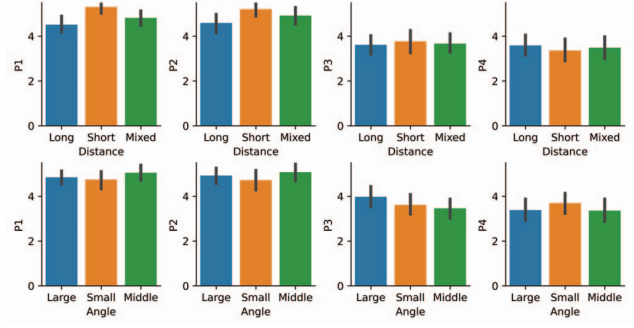 P1 4 2 0 Long Short Mixed Distance
P2 4 2 0 Long Short Mixed Distance
P3 4 2 0 Long Short Mixed Distance
P4 4 2 0 Long Short Mixed Distance
P1 4 2 0 Large Small Middle Angle
P2 4 2 0 Large Small Middle Angle
P3 4 2 0 Large Small Middle Angle
P4 4 2 0 Large Small Middle Angle